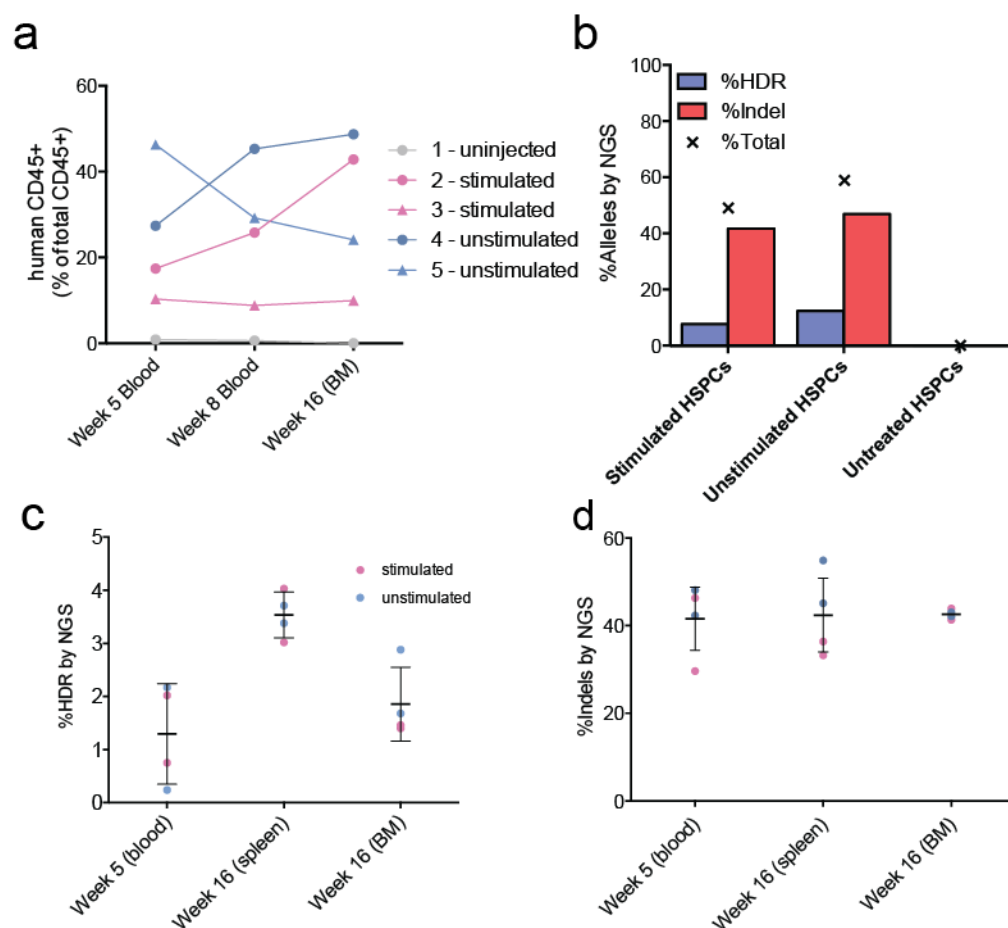 a
human CD45+
(% of total CD45+)
60
40
20
0
Week 5 Blood
Week 8 Blood
Week 16 (BM)
1 - uninjected
2 - stimulated
3 - stimulated
4 - unstimulated
5 - unstimulated
b
%Alleles by NGS
100
80
60
40
20
0
%HDR
%Indel
%Total
Stimulated HSPCs
Unstimulated HSPCs
Untreated HSPCs
c
%HDR by NGS
5
4
3
2
1
0
stimulated
unstimulated
Week 5 (blood)
Week 16 (spleen)
Week 16 (BM)
d
%Indels by NGS
60
40
20
0
Week 5 (blood)
Week 16 (spleen)
Week 16 (BM)